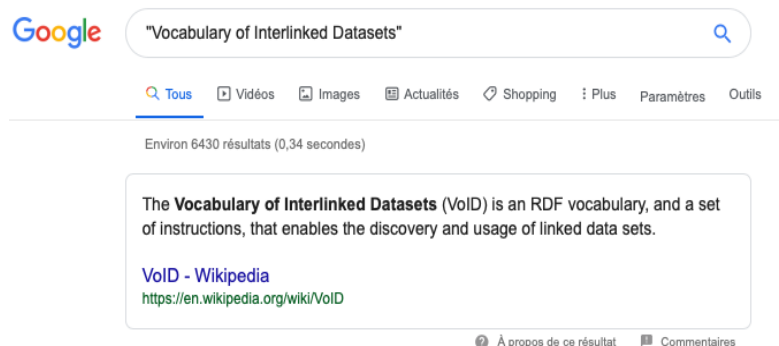 Google "Vocabulary of Interlinked Datasets"
Tous Vidéos Images Actualités Shopping Plus Paramètres Outils
Environ 6430 résultats (0,34 secondes)
The Vocabulary of Interlinked Datasets (VoID) is an RDF vocabulary, and a set
of instructions, that enables the discovery and usage of linked data sets.
VoID - Wikipedia
https://en.wikipedia.org/wiki/VoID
À propos de ce résultat Commentaires